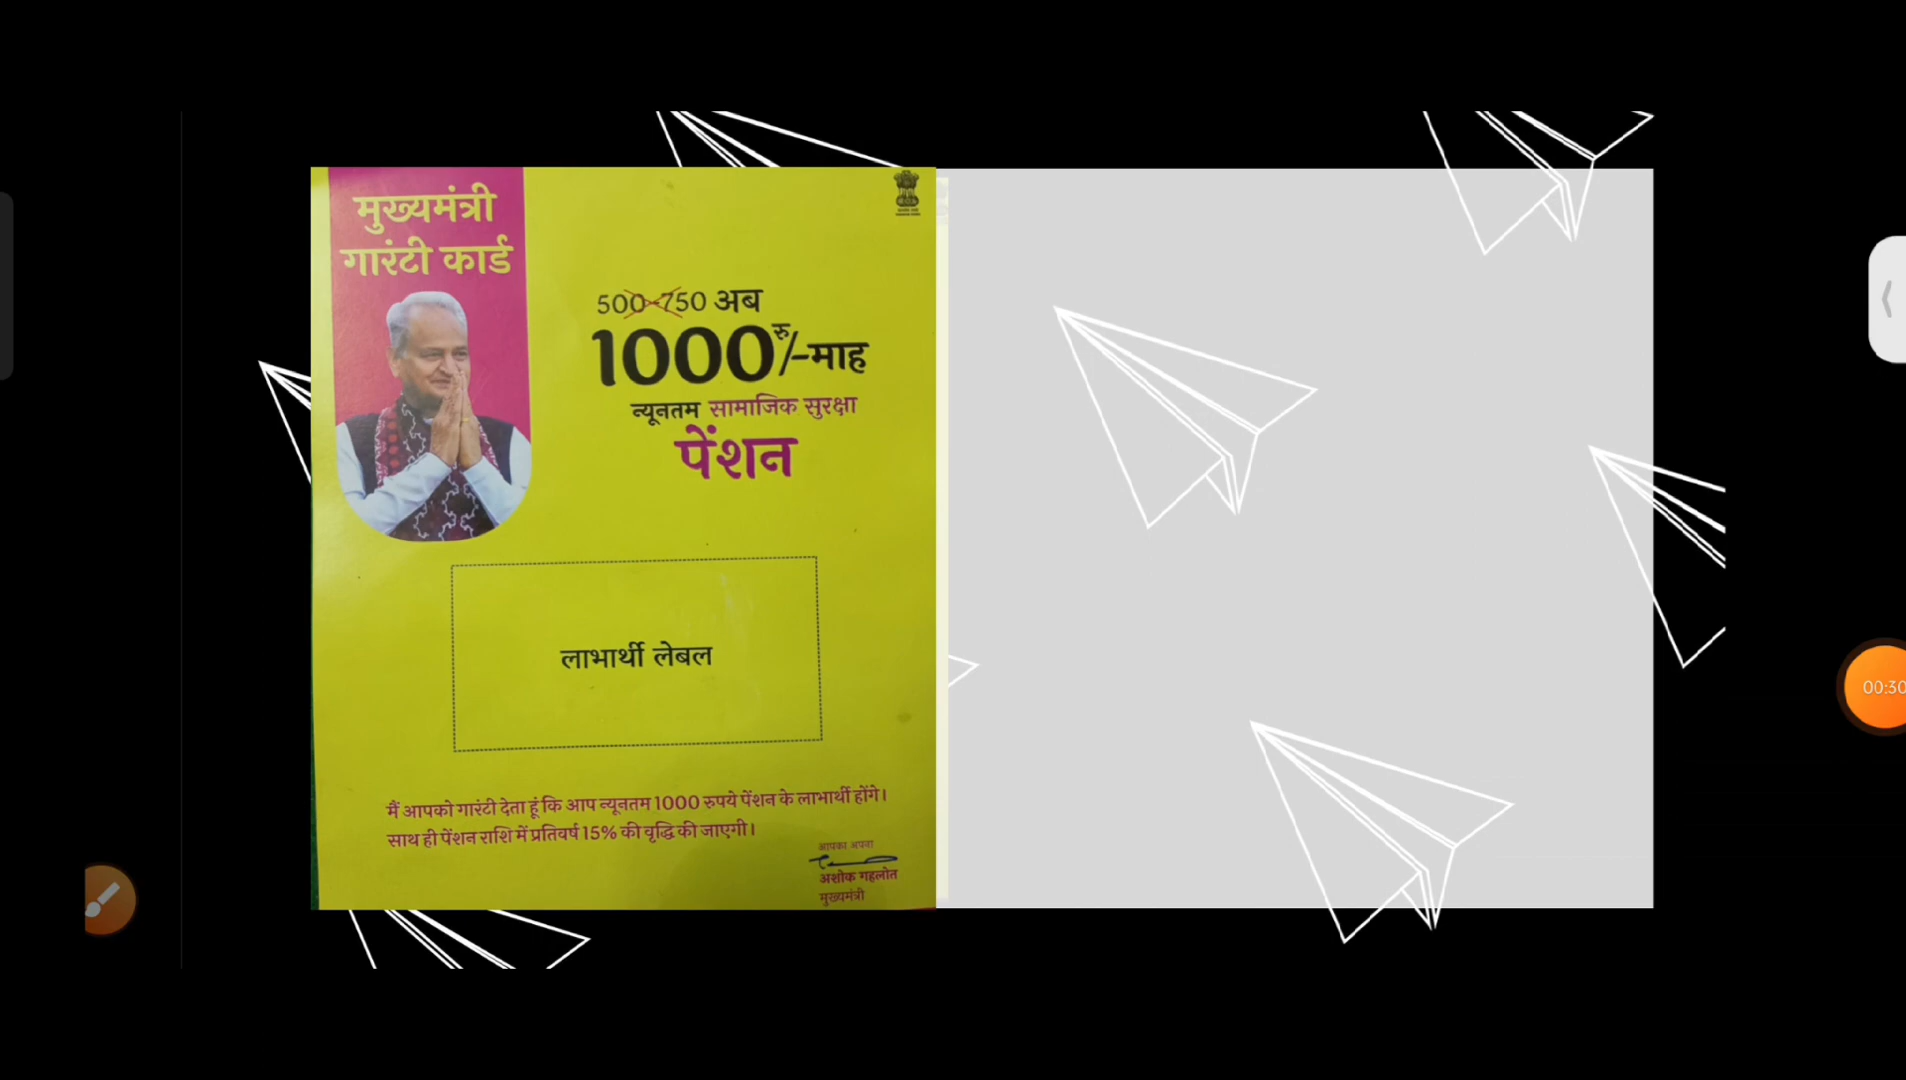 मुख्यमंत्री
गारंटी कार्ड
500-750 अब
1000रु/-माह
न्यूनतम सामाजिक सुरक्षा
पेंशन
लाभार्थी लेबल
मैं आपको गारंटी देता हूं कि आप न्यूनतम 1000 रुपये पेंशन के लाभार्थी होंगे।
साथ ही पेंशन राशि में प्रतिवर्ष 15% की वृद्धि की जाएगी।
आपका अपना
अशोक गहलोत
मुख्यमंत्री
00:30